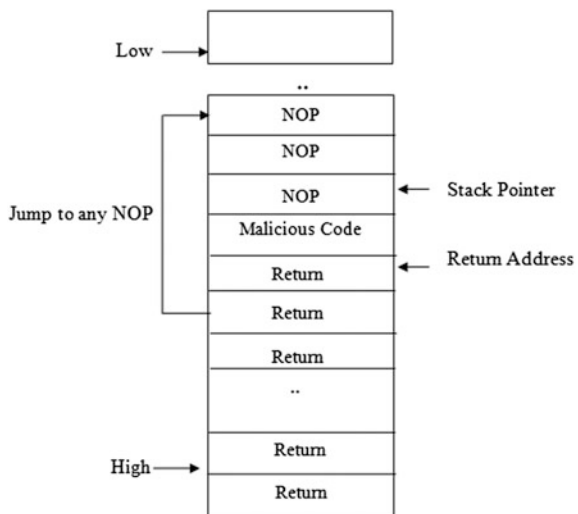 Low
..
NOP
NOP
NOP
Stack Pointer
Jump to any NOP
Malicious Code
Return Address
Return
Return
Return
..
Return
High
Return